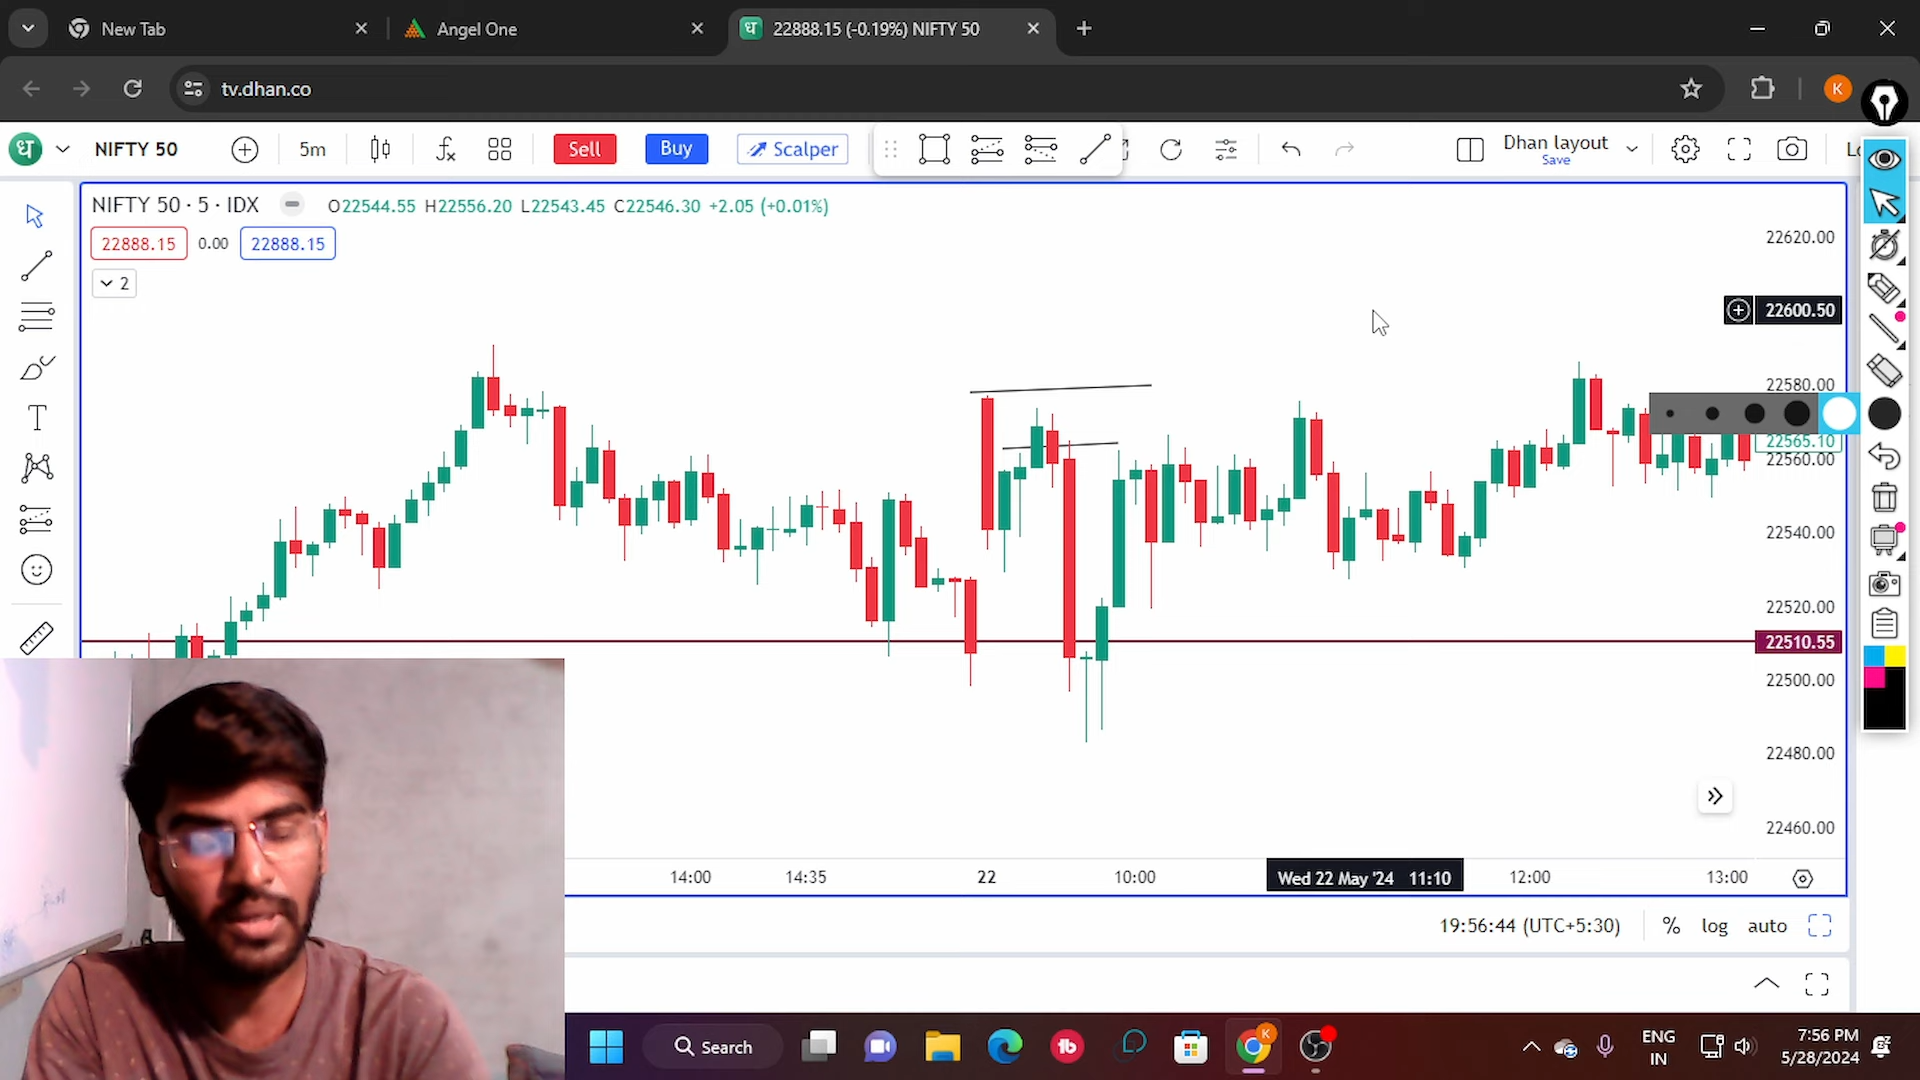 New Tab
Angel One
22888.15 (-0.19%) NIFTY 50
tv.dhan.co
K
NIFTY 50
5m
Sell
Buy
Scalper
Dhan layout
Save
NIFTY 50 · 5 · IDX
O22544.55 H22556.20 L22543.45 C22546.30 +2.05 (+0.01%)
22888.15
0.00
22888.15
2
22620.00
22600.50
22580.00
22565.10
22560.00
22540.00
22520.00
22510.55
22500.00
22480.00
22460.00
14:00
14:35
22
10:00
Wed 22 May '24 11:10
12:00
13:00
19:56:44 (UTC+5:30)
%
log
auto
Search
K
ENG
IN
7:56 PM
5/28/2024